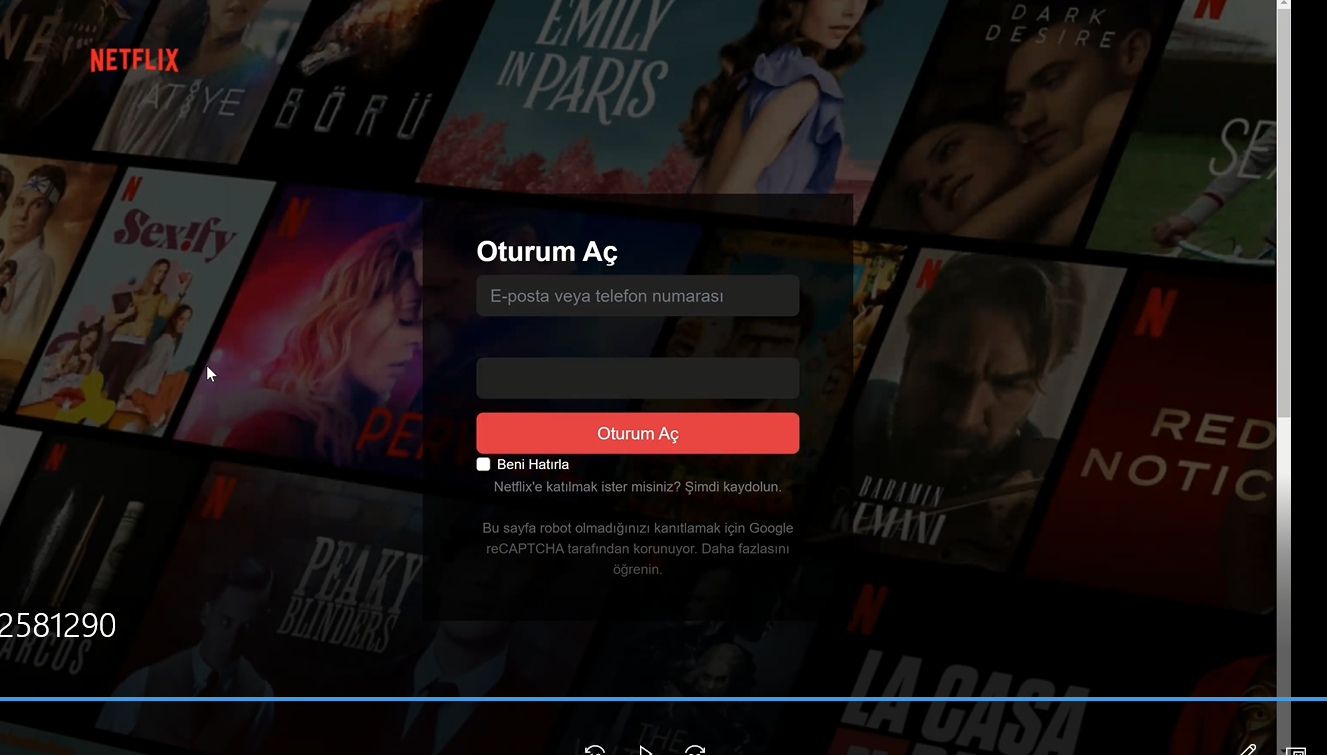 EMILY
IN PARIS
DARK
DESIRE
NETFLIX
ATİYE
BÖRÜ
Sex!fy
Oturum Aç
E-posta veya telefon numarası
Oturum Aç
Beni Hatırla
Netflix'e katılmak ister misiniz? Şimdi kaydolun.
Bu sayfa robot olmadığınızı kanıtlamak için Google
reCAPTCHA tarafından korunuyor. Daha fazlasını
öğrenin.
RED
NOTIC
BABAMIN
KEMANI
PEAKY
BLINDERS
2581290
ARCOS
LA CASA
THE